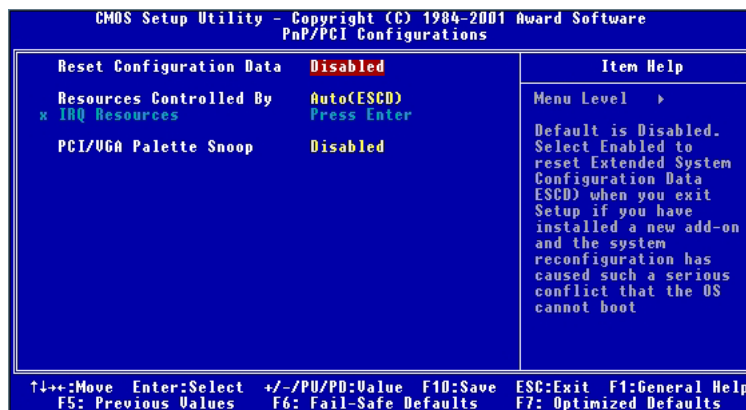 CMOS Setup Utility – Copyright (C) 1984-2001 Award Software
PnP/PCI Configurations
Reset Configuration Data Disabled
Resources Controlled By Auto(ESCD)
x IRQ Resources Press Enter
PCI/VGA Palette Snoop Disabled
Item Help
Menu Level ▸
Default is Disabled.
Select Enabled to
reset Extended System
Configuration Data
ESCD) when you exit
Setup if you have
installed a new add-on
and the system
reconfiguration has
caused such a serious
conflict that the OS
cannot boot
↑↓→←:Move Enter:Select +/-/PU/PD:Value F10:Save ESC:Exit F1:General Help
F5: Previous Values F6: Fail-Safe Defaults F7: Optimized Defaults